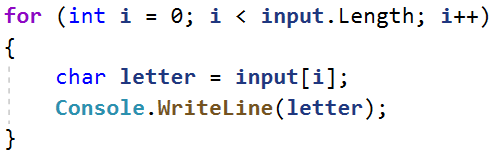 for (int i = 0; i < input.Length; i++)
{
    char letter = input[i];
    Console.WriteLine(letter);
}